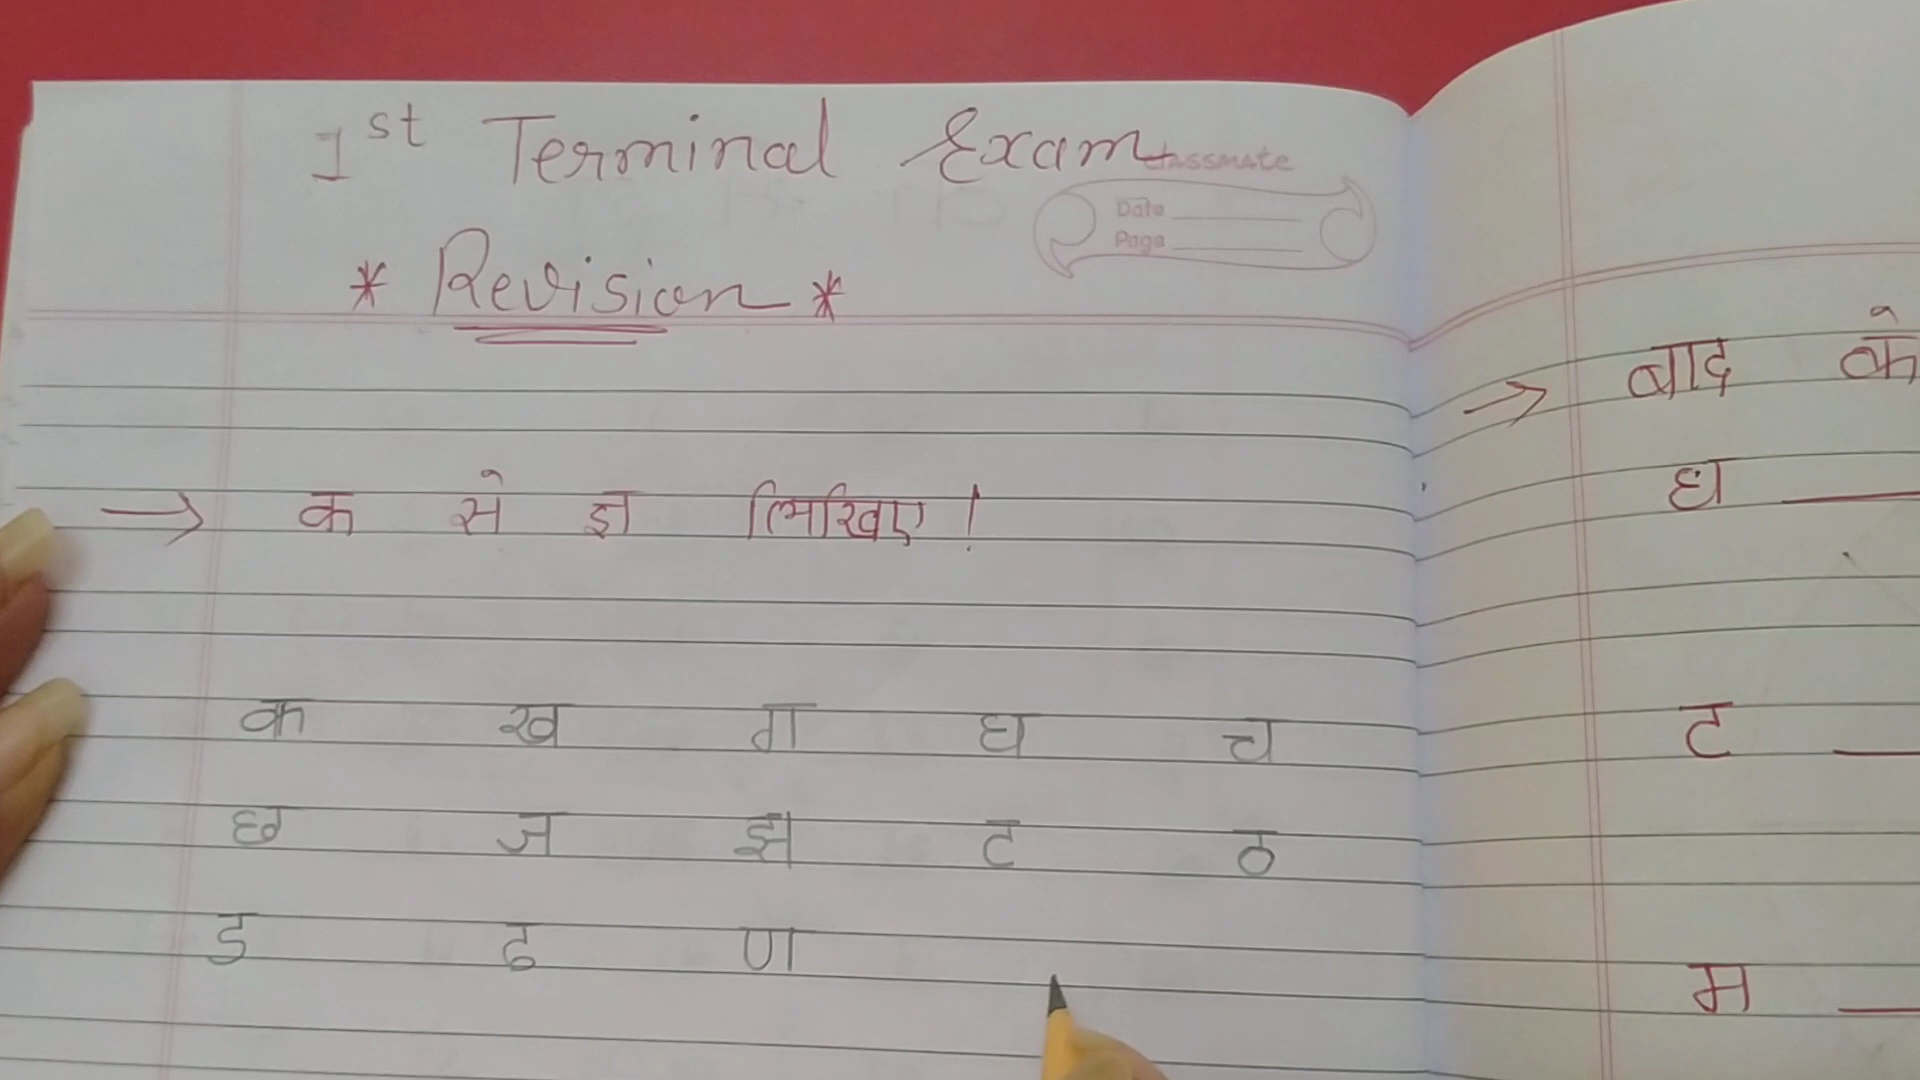 1st Terminal Exam
classmate
Date
Page
* Revision *
→ क से ज्ञ लिखिए।
क ख ग घ च
छ ज झ ट ठ
ड ढ ण
→ बाद के
ध
ट
म